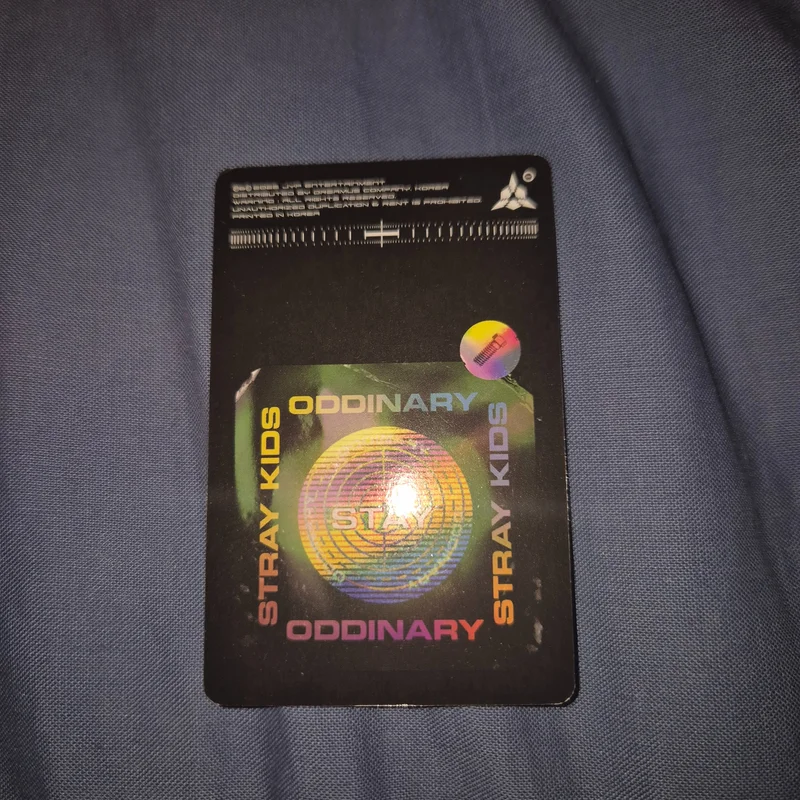 (P)(C) 2022 JYP ENTERTAINMENT
DISTRIBUTED BY DREAMUS COMPANY, KOREA
WARNING : ALL RIGHTS RESERVED
UNAUTHORIZED DUPLICATION & RENT IS PROHIBITED
PRINTED IN KOREA
ODDINARY
STRAY KIDS
STAY
STRAY KIDS
ODDINARY